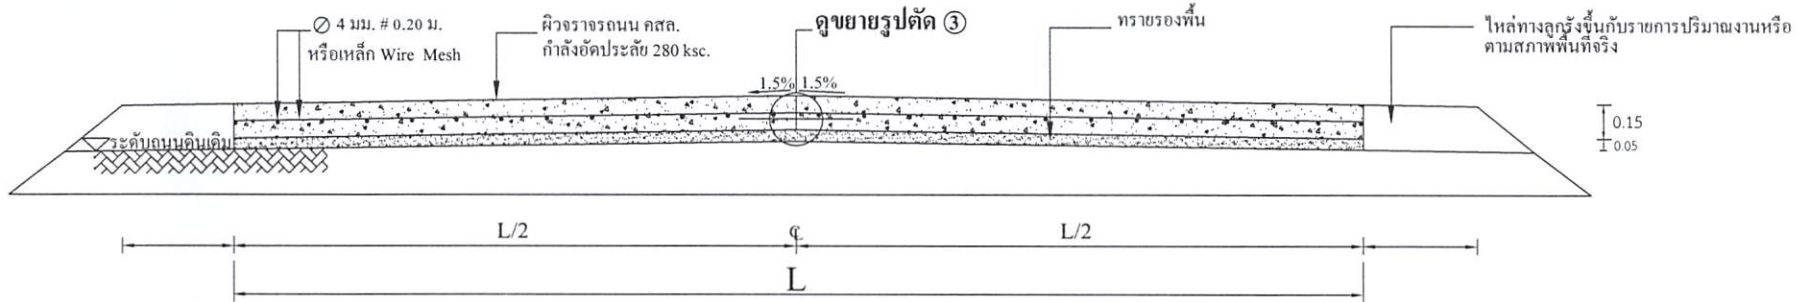 ∅ 4 มม. # 0.20 ม.
หรือเหล็ก Wire Mesh
ผิวจราจรถนน คสล.
กำลังอัดประลัย 280 ksc.
ดูขยายรูปตัด ③
ทรายรองพื้น
ไหล่ทางลูกรังขึ้นกับรายการปริมาณงานหรือ
ตามสภาพพื้นที่จริง
1.5% 1.5%
0.15
0.05
ระดับถนนดินเดิม
L/2
℄
L/2
L